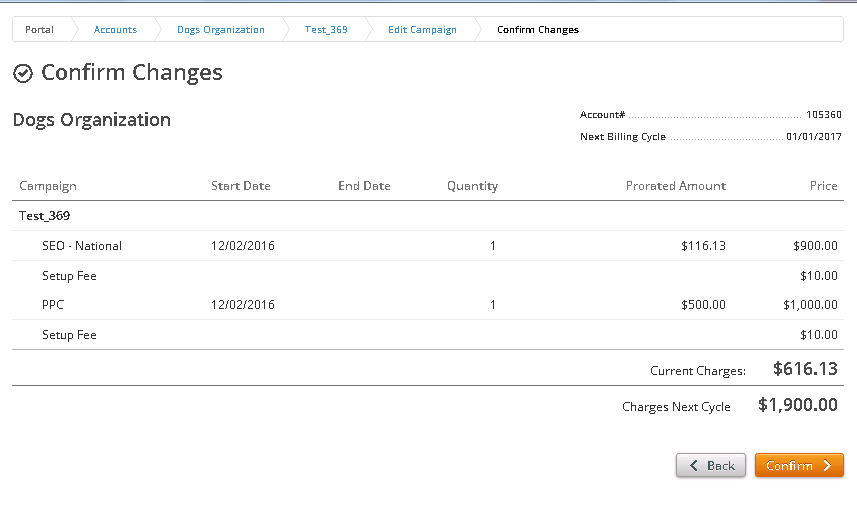 Portal Accounts Dogs Organization Test_369 Edit Campaign Confirm Changes
Confirm Changes
Dogs Organization
Account# 105360
Next Billing Cycle 01/01/2017
Campaign Start Date End Date Quantity Prorated Amount Price
Test_369
SEO - National 12/02/2016 1 $116.13 $900.00
Setup Fee $10.00
PPC 12/02/2016 1 $500.00 $1,000.00
Setup Fee $10.00
Current Charges: $616.13
Charges Next Cycle $1,900.00
Back Confirm